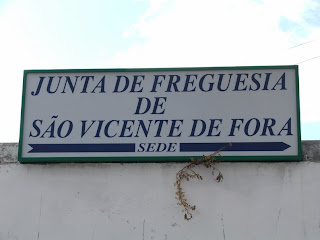 JUNTA DE FREGUESIA
DE
SÃO VICENTE DE FORA
SEDE